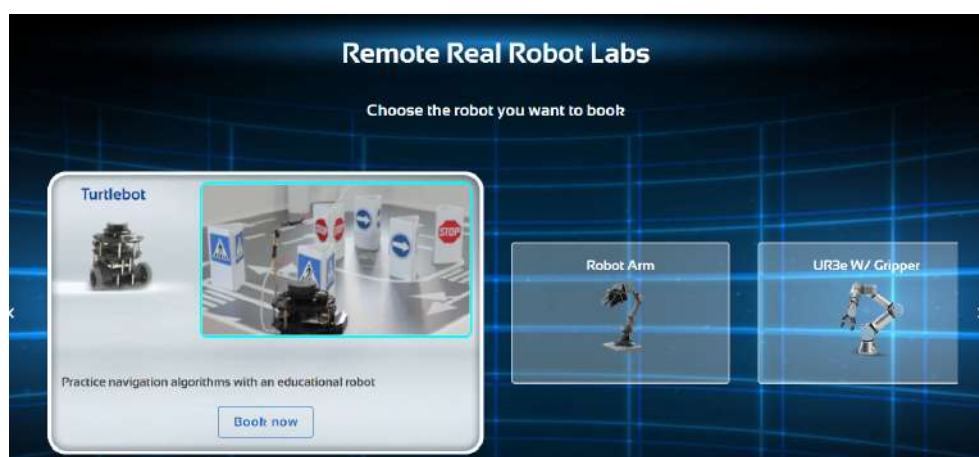 Remote Real Robot Labs
Choose the robot you want to book
Turtlebot
STOP
Practice navigation algorithms with an educational robot
Book now
Robot Arm
UR3e W/ Gripper